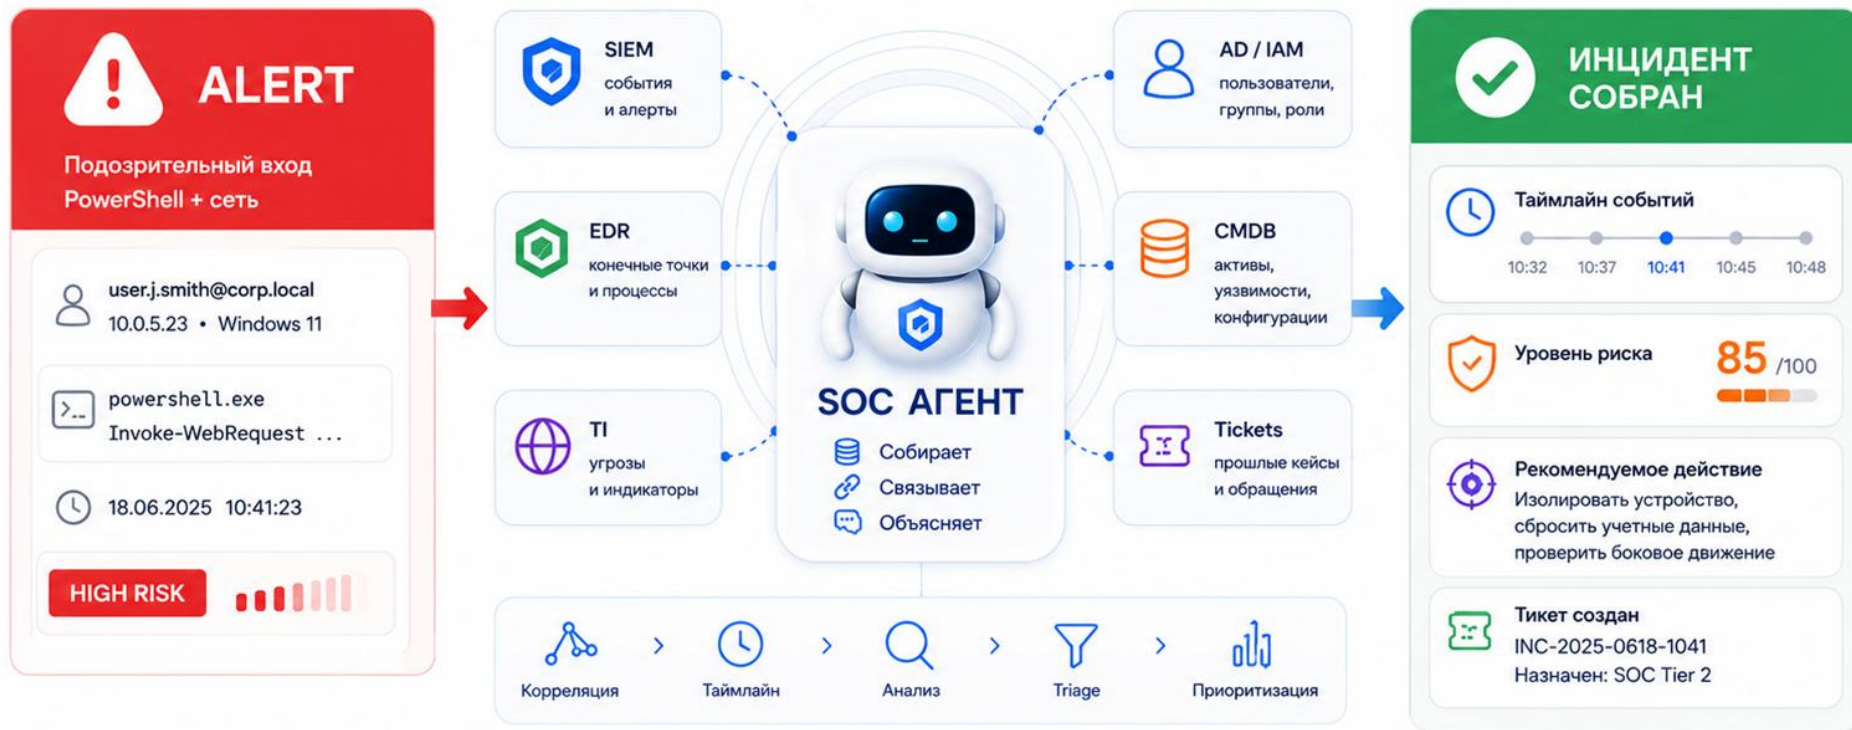 ALERT
Подозрительный вход
PowerShell + сеть
user.j.smith@corp.local
10.0.5.23 • Windows 11
powershell.exe
Invoke-WebRequest ...
18.06.2025 10:41:23
HIGH RISK
SIEM
события
и алерты
EDR
конечные точки
и процессы
TI
угрозы
и индикаторы
SOC АГЕНТ
Собирает
Связывает
Объясняет
AD / IAM
пользователи,
группы, роли
CMDB
активы,
уязвимости,
конфигурации
Tickets
прошлые кейсы
и обращения
Корреляция
Таймлайн
Анализ
Triage
Приоритизация
ИНЦИДЕНТ
СОБРАН
Таймлайн событий
10:32 10:37 10:41 10:45 10:48
Уровень риска 85 /100
Рекомендуемое действие
Изолировать устройство,
сбросить учетные данные,
проверить боковое движение
Тикет создан
INC-2025-0618-1041
Назначен: SOC Tier 2